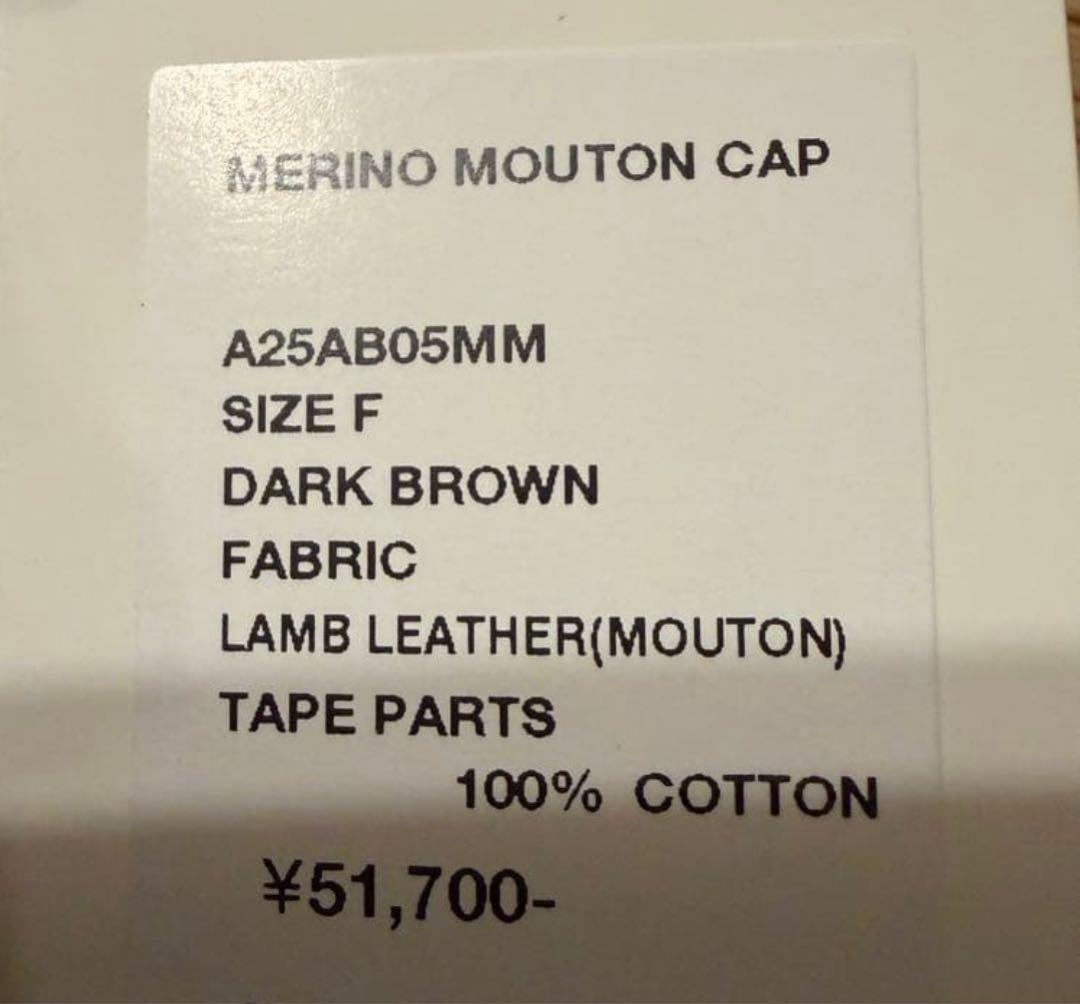 MERINO MOUTON CAP
A25AB05MM
SIZE F
DARK BROWN
FABRIC
LAMB LEATHER(MOUTON)
TAPE PARTS
100% COTTON
¥51,700-